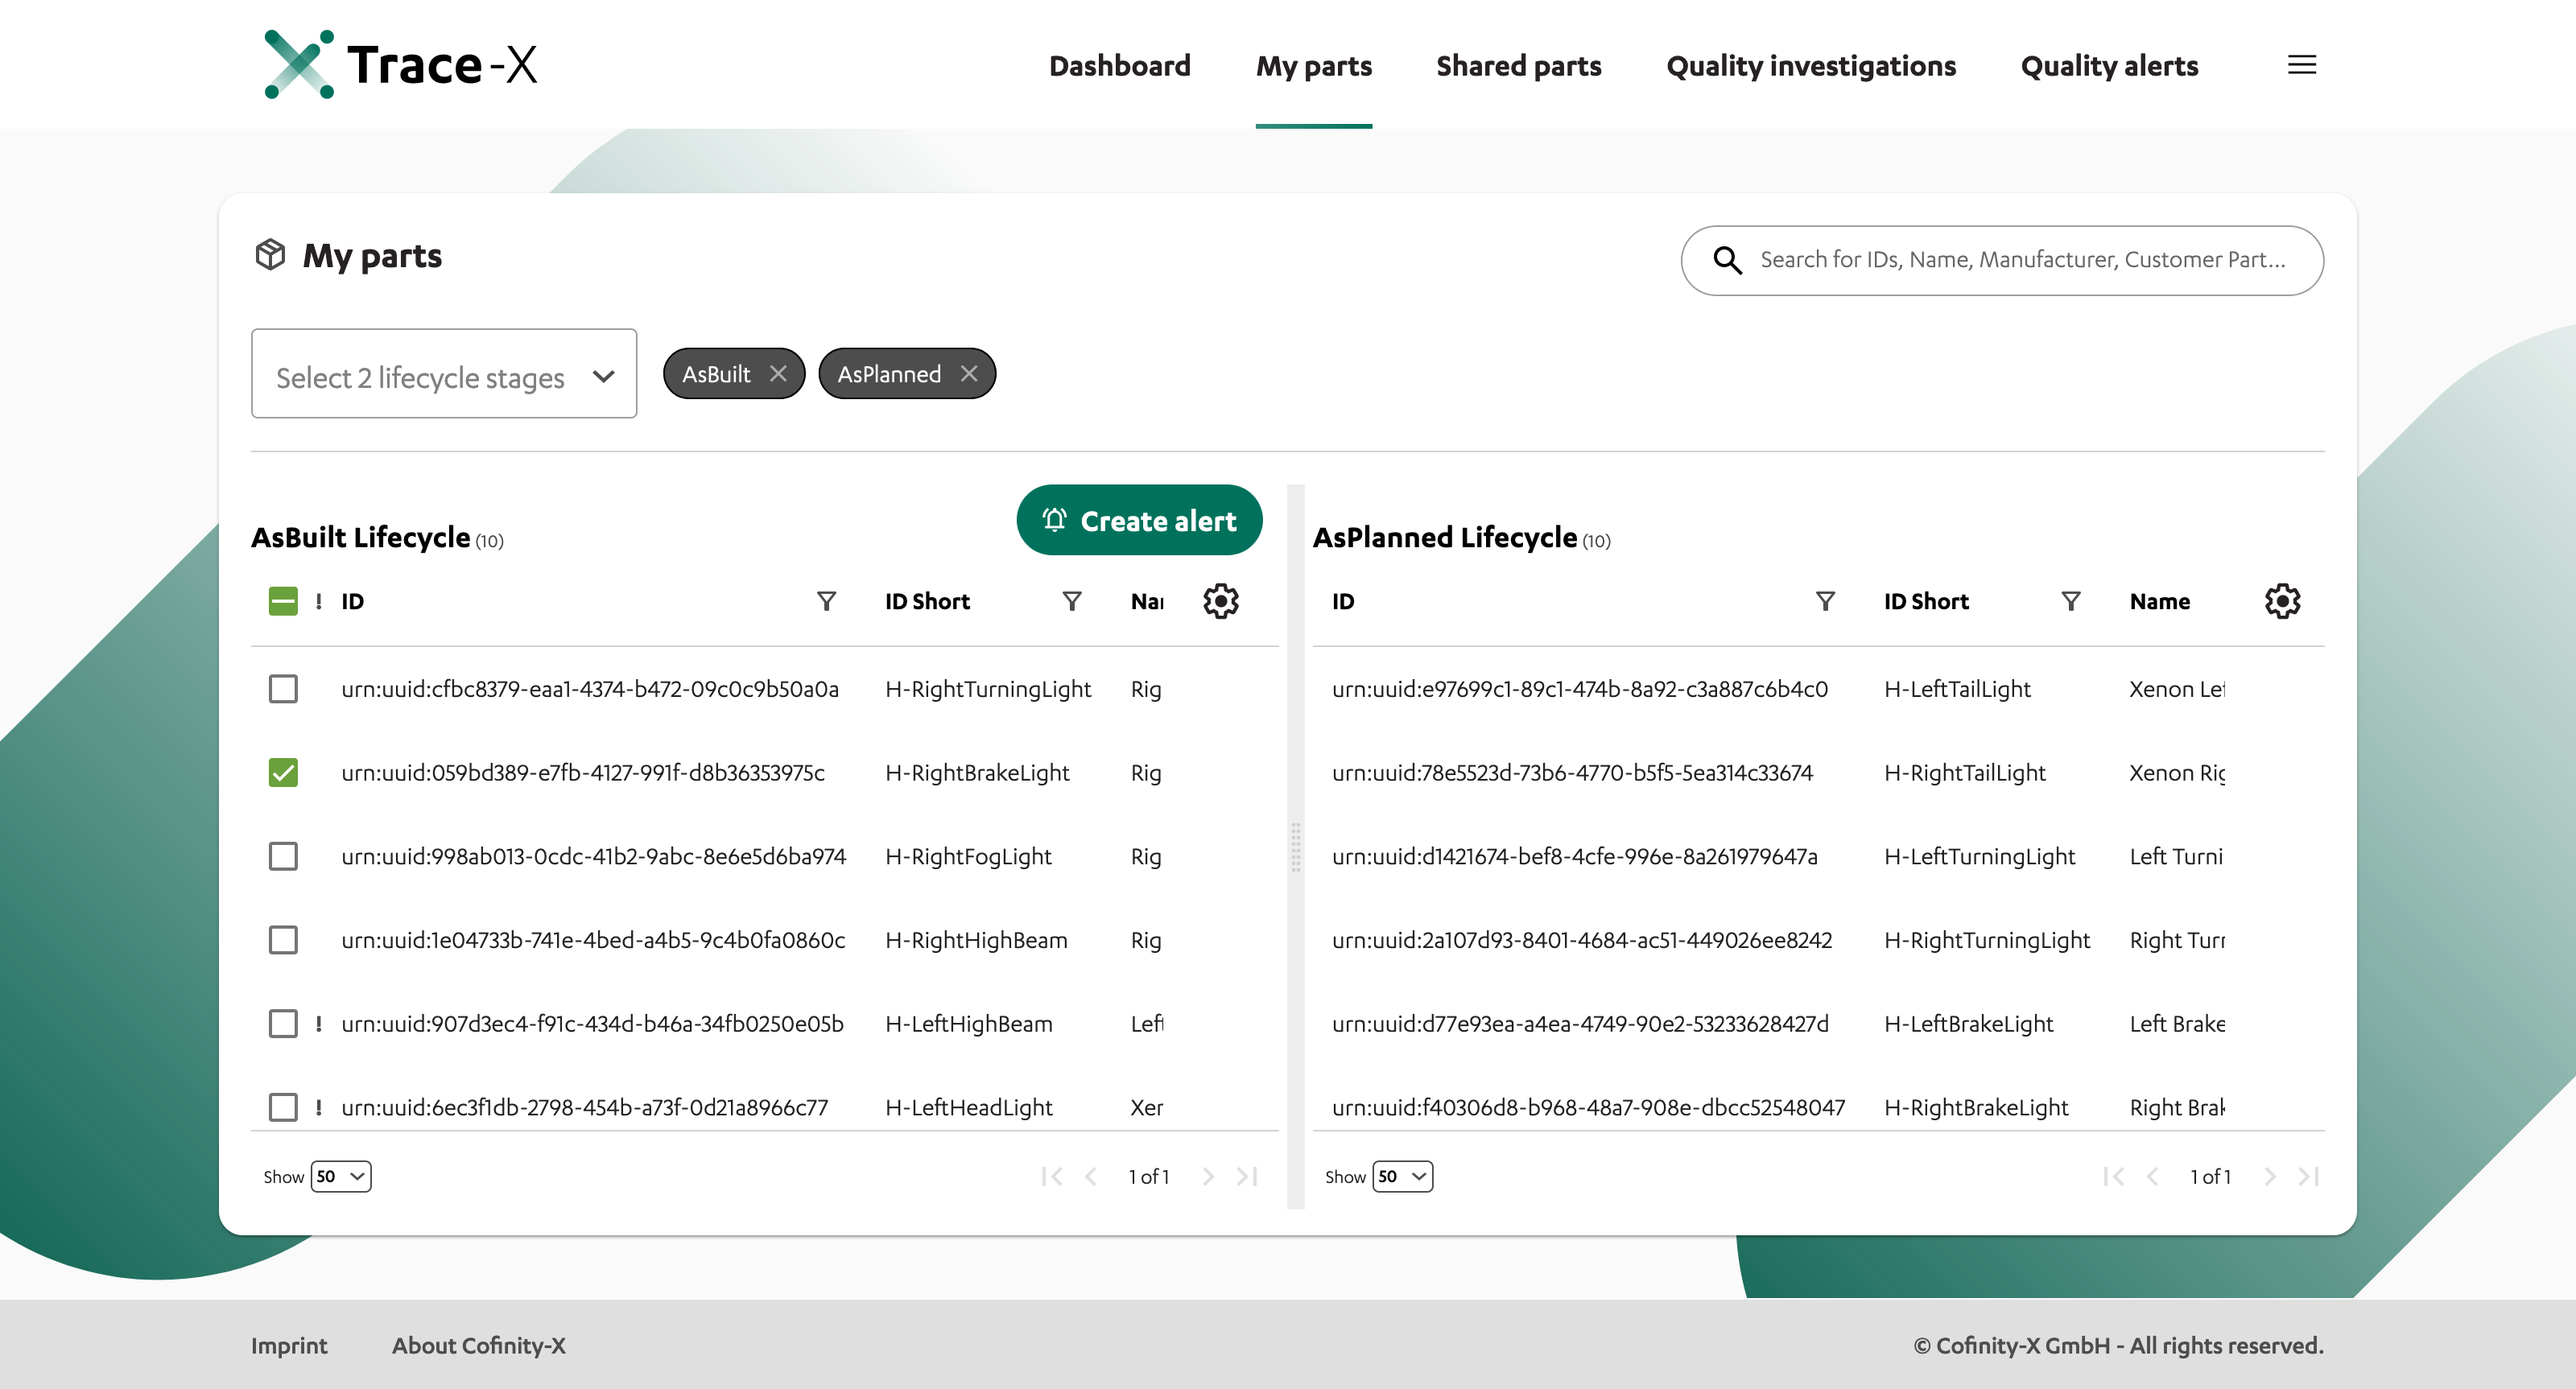 Trace-X
Dashboard My parts Shared parts Quality investigations Quality alerts
My parts
Search for IDs, Name, Manufacturer, Customer Part...
Select 2 lifecycle stages
AsBuilt AsPlanned
Create alert
AsBuilt Lifecycle (10)
! ID ID Short Nar
urn:uuid:cfbc8379-eaa1-4374-b472-09c0c9b50a0a H-RightTurningLight Rig
urn:uuid:059bd389-e7fb-4127-991f-d8b36353975c H-RightBrakeLight Rig
urn:uuid:998ab013-0cdc-41b2-9abc-8e6e5d6ba974 H-RightFogLight Rig
urn:uuid:1e04733b-741e-4bed-a4b5-9c4b0fa0860c H-RightHighBeam Rig
! urn:uuid:907d3ec4-f91c-434d-b46a-34fb0250e05b H-LeftHighBeam Left
! urn:uuid:6ec3f1db-2798-454b-a73f-0d21a8966c77 H-LeftHeadLight Xer
Show 50 1 of 1
AsPlanned Lifecycle (10)
ID ID Short Name
urn:uuid:e97699c1-89c1-474b-8a92-c3a887c6b4c0 H-LeftTailLight Xenon Lef
urn:uuid:78e5523d-73b6-4770-b5f5-5ea314c33674 H-RightTailLight Xenon Rig
urn:uuid:d1421674-bef8-4cfe-996e-8a261979647a H-LeftTurningLight Left Turni
urn:uuid:2a107d93-8401-4684-ac51-449026ee8242 H-RightTurningLight Right Turr
urn:uuid:d77e93ea-a4ea-4749-90e2-53233628427d H-LeftBrakeLight Left Brake
urn:uuid:f40306d8-b968-48a7-908e-dbcc52548047 H-RightBrakeLight Right Brak
Show 50 1 of 1
Imprint About Cofinity-X
© Cofinity-X GmbH - All rights reserved.